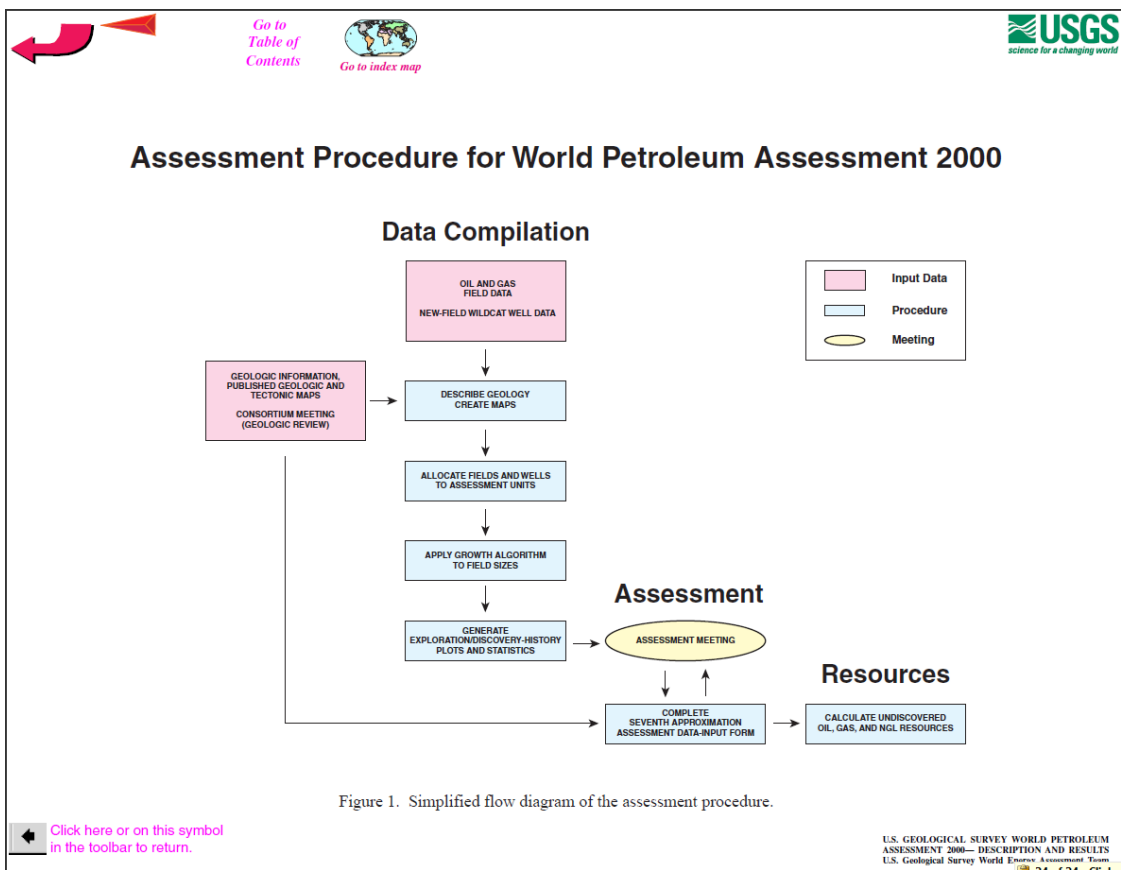 Go to
Table of
Contents
Go to index map
USGS
science for a changing world
Assessment Procedure for World Petroleum Assessment 2000
Data Compilation
OIL AND GAS
FIELD DATA
NEW-FIELD WILDCAT WELL DATA
Input Data
Procedure
Meeting
GEOLOGIC INFORMATION,
PUBLISHED GEOLOGIC AND
TECTONIC MAPS
CONSORTIUM MEETING
(GEOLOGIC REVIEW)
DESCRIBE GEOLOGY
CREATE MAPS
ALLOCATE FIELDS AND WELLS
TO ASSESSMENT UNITS
APPLY GROWTH ALGORITHM
TO FIELD SIZES
GENERATE
EXPLORATION/DISCOVERY-HISTORY
PLOTS AND STATISTICS
Assessment
ASSESSMENT MEETING
COMPLETE
SEVENTH APPROXIMATION
ASSESSMENT DATA-INPUT FORM
Resources
CALCULATE UNDISCOVERED
OIL, GAS, AND NGL RESOURCES
Figure 1. Simplified flow diagram of the assessment procedure.
Click here or on this symbol
in the toolbar to return.
U.S. GEOLOGICAL SURVEY WORLD PETROLEUM
ASSESSMENT 2000— DESCRIPTION AND RESULTS
U.S. Geological Survey World Energy Assessment Team